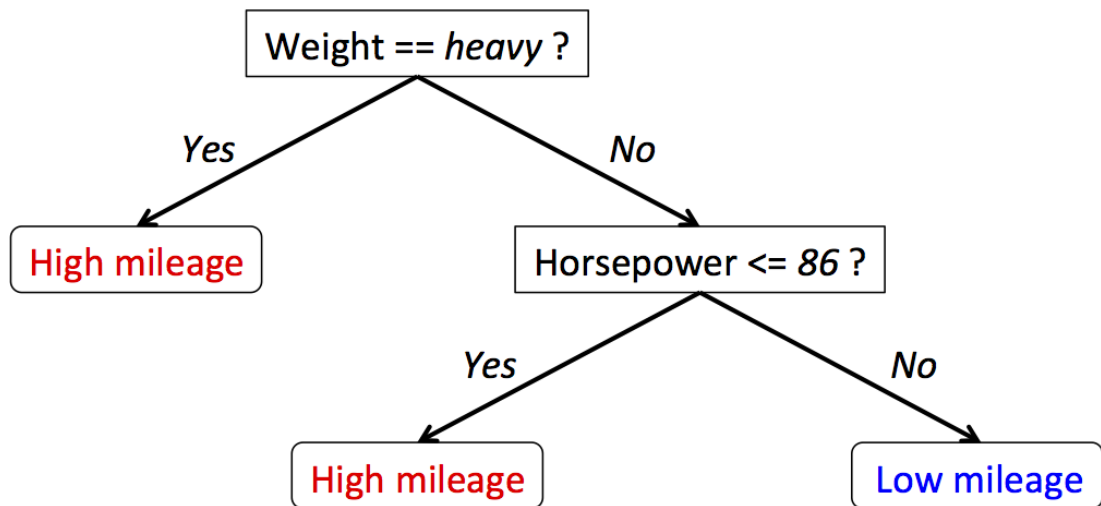 Weight == heavy ?
Yes
No
High mileage
Horsepower <= 86 ?
Yes
No
High mileage
Low mileage